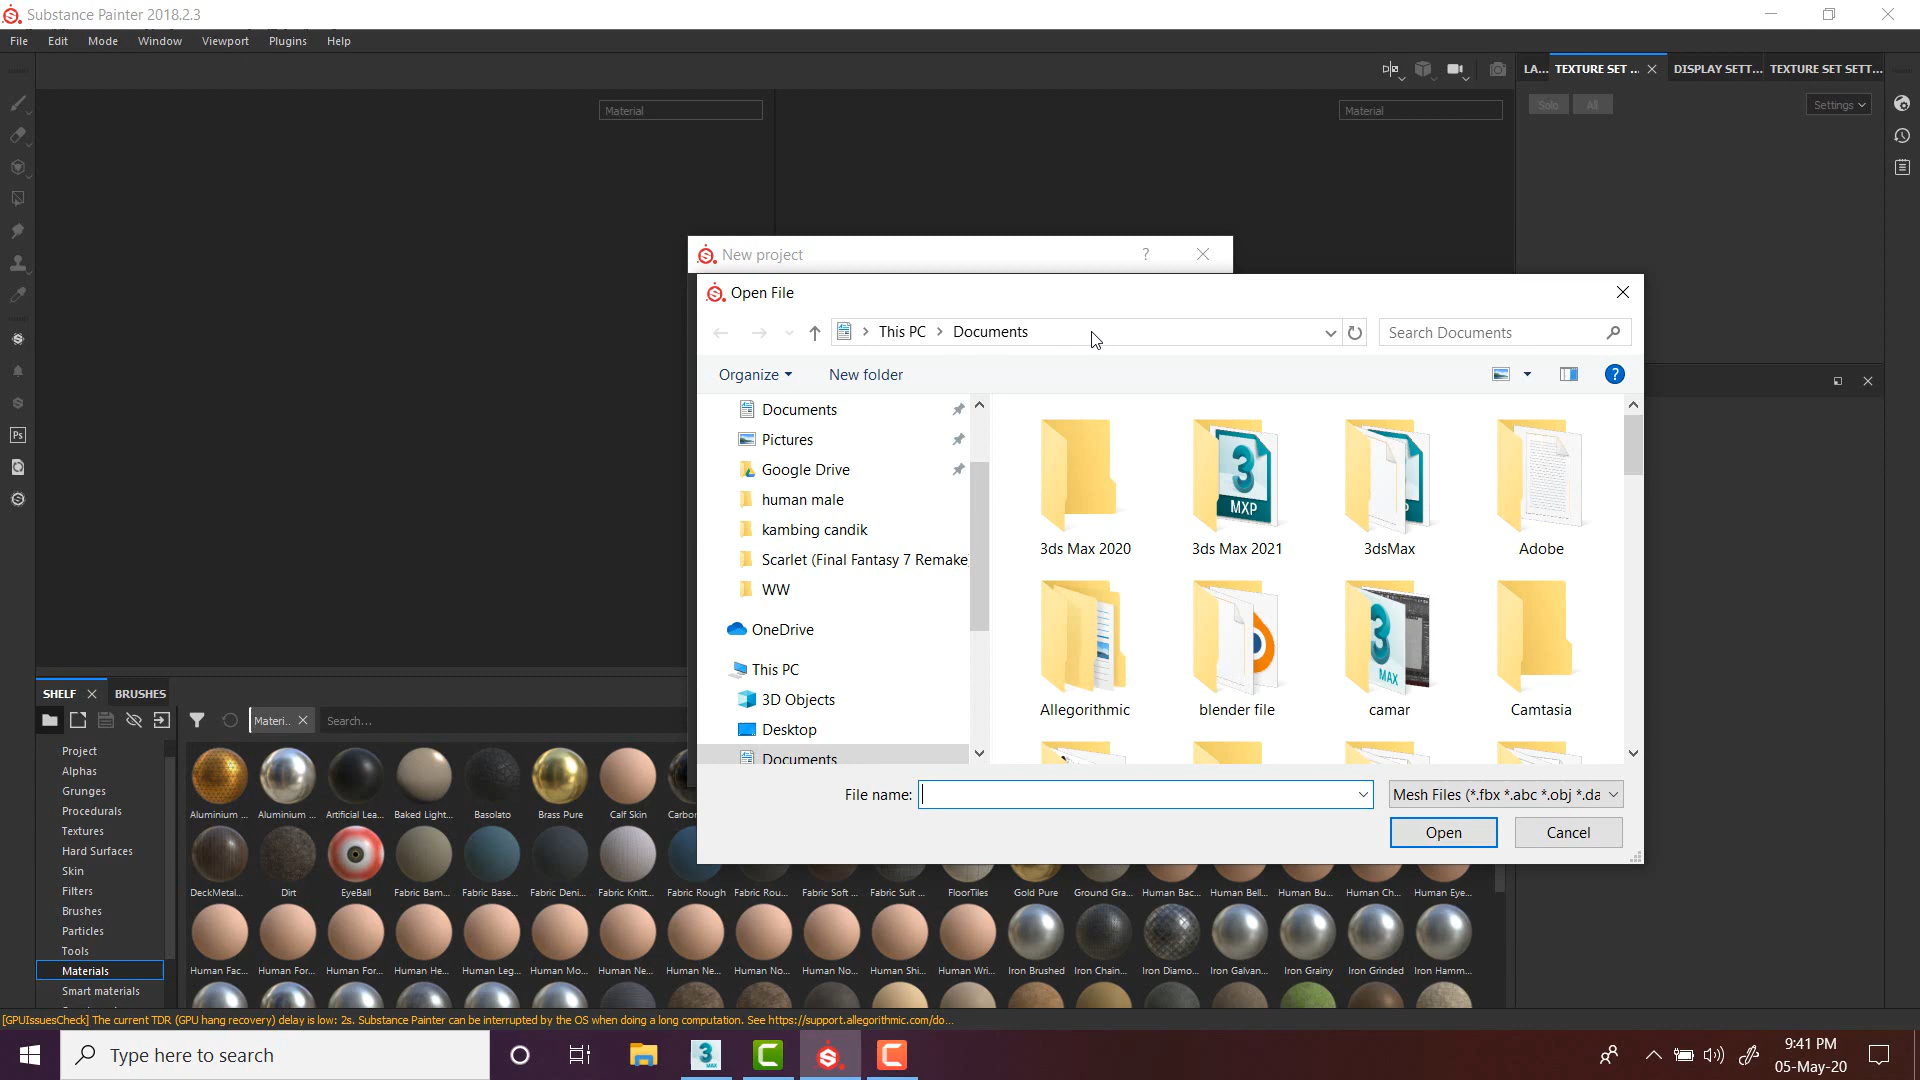 Substance Painter 2018.2.3
File Edit Mode Window Viewport Plugins Help
LA... TEXTURE SET ... DISPLAY SETT... TEXTURE SET SETT...
Material
Material
Solo All Settings
New project ?
Open File
This PC > Documents
Search Documents
Organize New folder
Documents
Pictures
Google Drive
human male
kambing candik
Scarlet (Final Fantasy 7 Remake)
WW
OneDrive
This PC
3D Objects
Desktop
Documents
3ds Max 2020
3ds Max 2021
3dsMax
Adobe
Allegorithmic
blender file
camar
Camtasia
File name:
Mesh Files (*.fbx *.abc *.obj *.da
Open Cancel
SHELF BRUSHES
Materi.. Search...
Project
Alphas
Grunges
Procedurals
Textures
Hard Surfaces
Skin
Filters
Brushes
Particles
Tools
Materials
Smart materials
Aluminium ... Aluminium ... Artificial Lea... Baked Light... Basolato Brass Pure Calf Skin Carbon
DeckMetal... Dirt EyeBall Fabric Bam... Fabric Base... Fabric Deni... Fabric Knitt... Fabric Rough Fabric Rou... Fabric Soft ... Fabric Suit ... FloorTiles Gold Pure Ground Gra... Human Bac... Human Bell... Human Bu... Human Ch... Human Eye...
Human Fac... Human For... Human For... Human He... Human Leg... Human Mo... Human Ne... Human Ne... Human No... Human No... Human Shi... Human Wri... Iron Brushed Iron Chain... Iron Diamo... Iron Galvan... Iron Grainy Iron Grinded Iron Hamm...
[GPUIssuesCheck] The current TDR (GPU hang recovery) delay is low: 2s. Substance Painter can be interrupted by the OS when doing a long computation. See https://support.allegorithmic.com/do...
Type here to search
9:41 PM
05-May-20